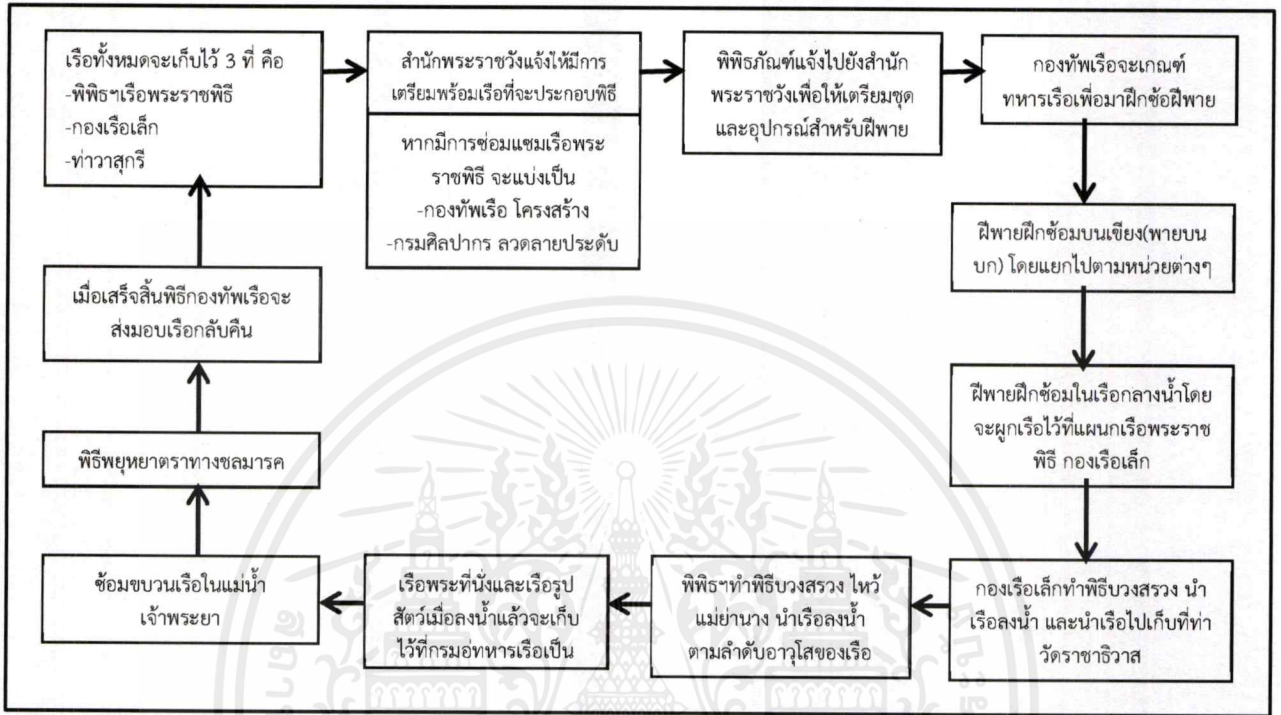 เรือทั้งหมดจะเก็บไว้ 3 ที่ คือ
-พิพิธฯเรือพระราชพิธี
-กองเรือเล็ก
-ท่าวาสุกรี
สำนักพระราชวังแจ้งให้มีการ
เตรียมพร้อมเรือที่จะประกอบพิธี
หากมีการซ่อมแซมเรือพระ
ราชพิธี จะแบ่งเป็น
-กองทัพเรือ โครงสร้าง
-กรมศิลปากร ลวดลายประดับ
พิพิธภัณฑ์แจ้งไปยังสำนัก
พระราชวังเพื่อให้เตรียมชุด
และอุปกรณ์สำหรับฝีพาย
กองทัพเรือจะเกณฑ์
ทหารเรือเพื่อมาฝึกซ้อฝีพาย
ฝีพายฝึกซ้อมบนเขียง(พายบน
บก) โดยแยกไปตามหน่วยต่างๆ
ฝีพายฝึกซ้อมในเรือกลางน้ำโดย
จะผูกเรือไว้ที่แผนกเรือพระราช
พิธี กองเรือเล็ก
กองเรือเล็กทำพิธีบวงสรวง นำ
เรือลงน้ำ และนำเรือไปเก็บที่ท่า
วัดราชาธิวาส
พิพิธฯทำพิธีบวงสรวง ไหว้
แม่ย่านาง นำเรือลงน้ำ
ตามลำดับอาวุโสของเรือ
เรือพระที่นั่งและเรือรูป
สัตว์เมื่อลงน้ำแล้วจะเก็บ
ไว้ที่กรมอ่ทหารเรือเป็น
ซ้อมขบวนเรือในแม่น้ำ
เจ้าพระยา
พิธีพยุหยาตราทางชลมารค
เมื่อเสร็จสิ้นพิธีกองทัพเรือจะ
ส่งมอบเรือกลับคืน